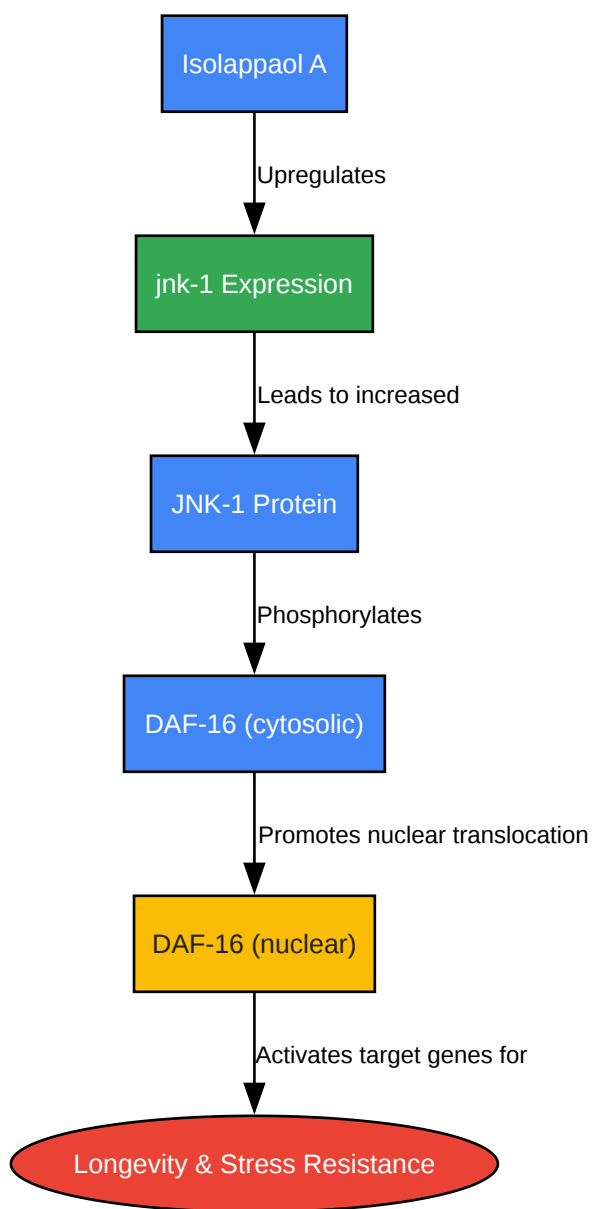 Isolappaol A
Upregulates
jnk-1 Expression
Leads to increased
JNK-1 Protein
Phosphorylates
DAF-16 (cytosolic)
Promotes nuclear translocation
DAF-16 (nuclear)
Activates target genes for
Longevity & Stress Resistance